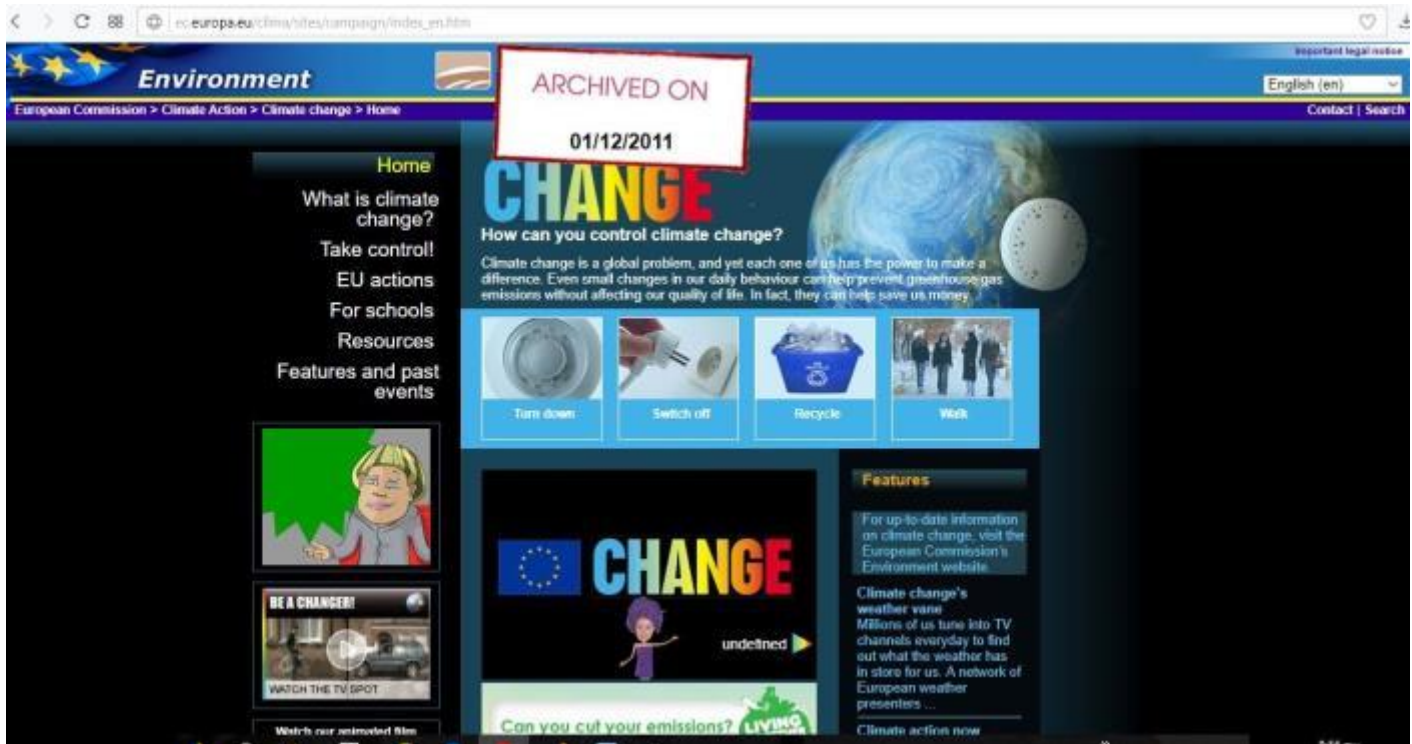 ec.europa.eu/clima/sites/campaign/index_en.htm
Important legal notice
Environment
ARCHIVED ON
01/12/2011
English (en)
European Commission > Climate Action > Climate change > Home
Contact | Search
Home
What is climate
change?
Take control!
EU actions
For schools
Resources
Features and past
events
CHANGE
How can you control climate change?
Climate change is a global problem, and yet each one of us has the power to make a
difference. Even small changes in our daily behaviour can help prevent greenhouse gas
emissions without affecting our quality of life. In fact, they can help save us money.
Turn down
Switch off
Recycle
Walk
BE A CHANGER!
WATCH THE TV SPOT
Watch our animated film
CHANGE
undefined
Can you cut your emissions?
LIVING
Features
For up-to-date information
on climate change, visit the
European Commission's
Environment website
Climate change's
weather vane
Millions of us tune into TV
channels everyday to find
out what the weather has
in store for us. A network of
European weather
presenters ...
Climate action now